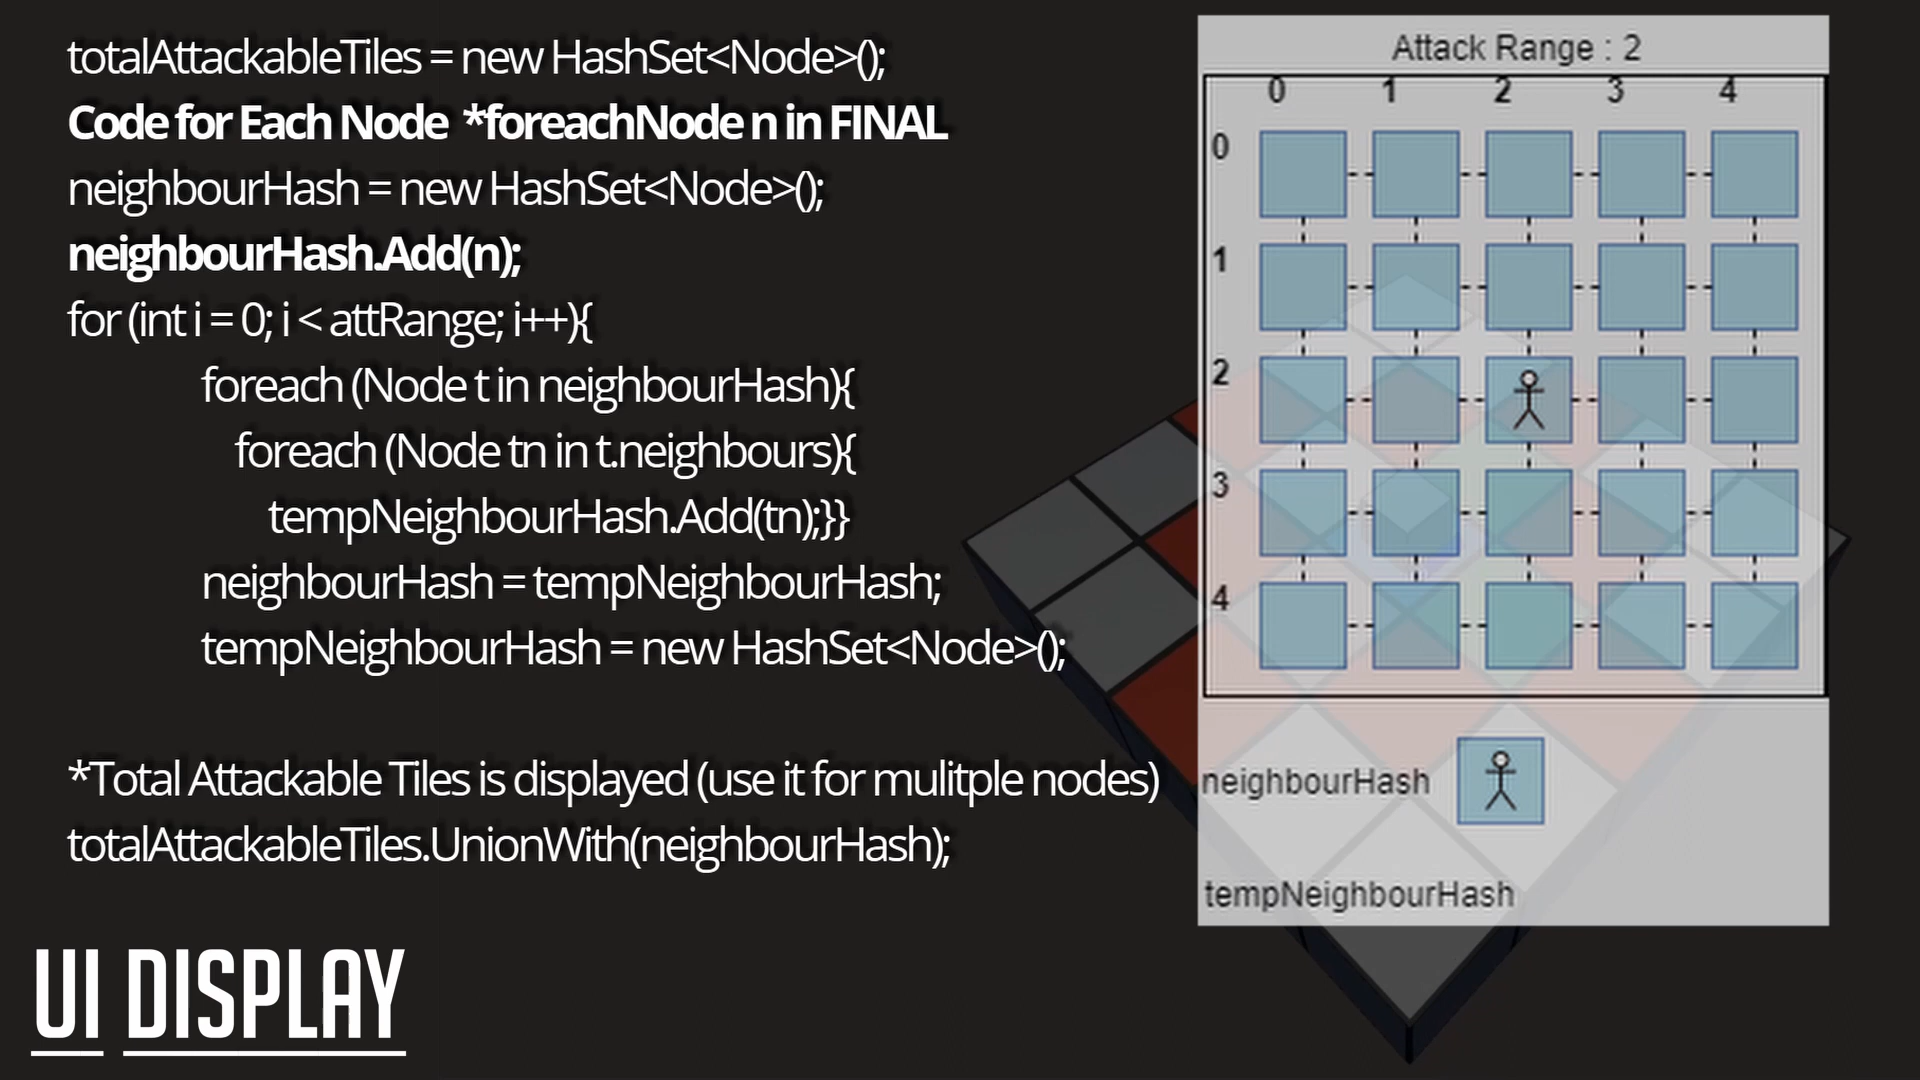 totalAttackableTiles = new HashSet<Node>();
Code for Each Node  *foreachNode n in FINAL
neighbourHash = new HashSet<Node>();
neighbourHash.Add(n);
for (int i = 0; i < attRange; i++){
foreach (Node t in neighbourHash){
foreach (Node tn in t.neighbours){
tempNeighbourHash.Add(tn);}}
neighbourHash = tempNeighbourHash;
tempNeighbourHash = new HashSet<Node>();
*Total Attackable Tiles is displayed (use it for mulitple nodes)
totalAttackableTiles.UnionWith(neighbourHash);
UI DISPLAY
Attack Range : 2
0 1 2 3 4
0
1
2
3
4
neighbourHash
tempNeighbourHash